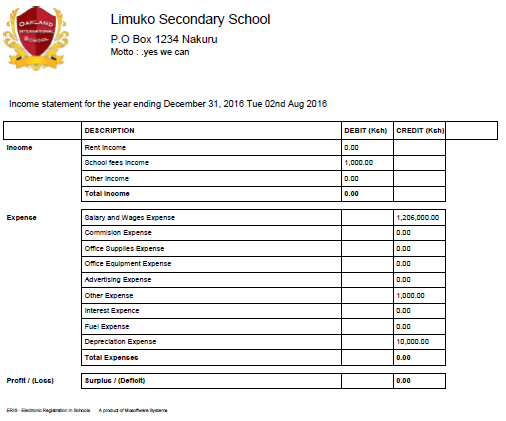 OAKLAND
INTERNATIONAL
SCHOOL
Limuko Secondary School
P.O Box 1234 Nakuru
Motto : .yes we can
Income statement for the year ending December 31, 2016 Tue 02nd Aug 2016
DESCRIPTION DEBIT (Ksh) CREDIT (Ksh)
Income Rent Income 0.00
School fees Income 1,000.00
Other Income 0.00
Total Income 0.00
Expense Salary and Wages Expense 1,206,000.00
Commision Expense 0.00
Office Supplies Expense 0.00
Office Equipment Expense 0.00
Advertising Expense 0.00
Other Expense 1,000.00
Interest Expence 0.00
Fuel Expense 0.00
Depreciation Expense 10,000.00
Total Expenses 0.00
Profit / (Loss) Surplus / (Deficit) 0.00
ERIS - Electronic Registration In Schools A product of Mosoftware Systems